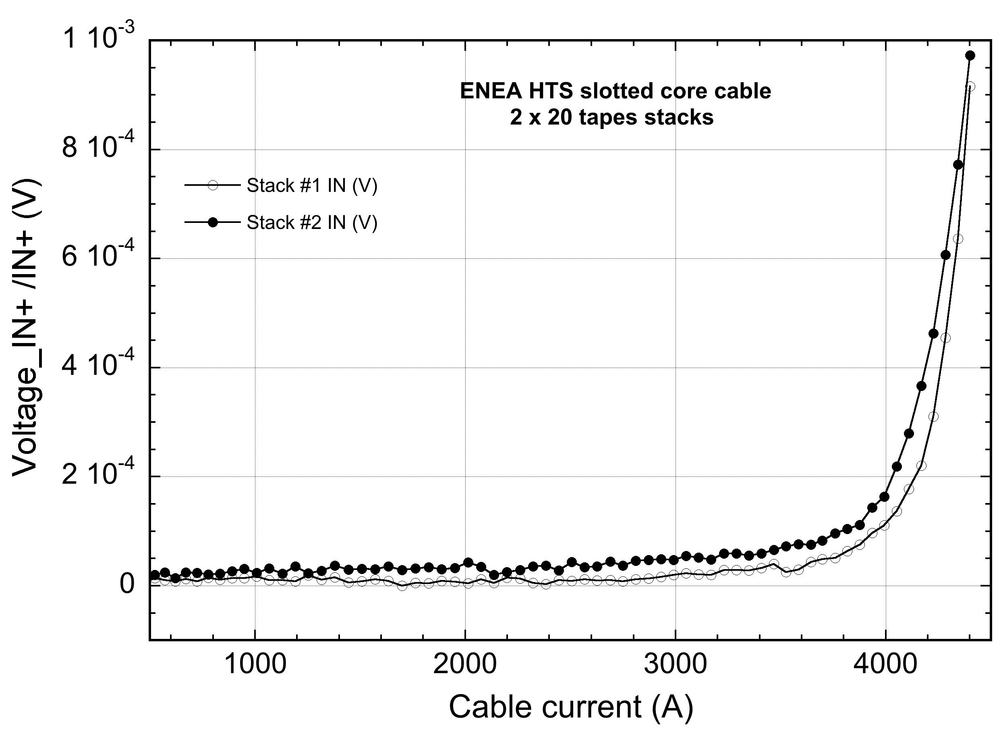 1 10-3
8 10-4
6 10-4
4 10-4
2 10-4
0
Voltage_IN+ /IN+ (V)
ENEA HTS slotted core cable
2 x 20 tapes stacks
Stack #1 IN (V)
Stack #2 IN (V)
1000 2000 3000 4000
Cable current (A)